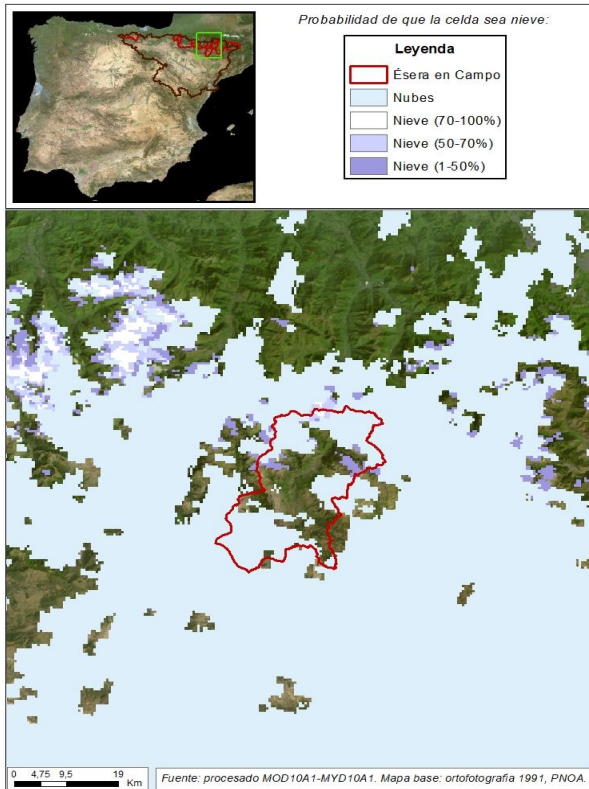 Probabilidad de que la celda sea nieve:
Leyenda
Ésera en Campo
Nubes
Nieve (70-100%)
Nieve (50-70%)
Nieve (1-50%)
0 4,75 9,5 19
Km
Fuente: procesado MOD10A1-MYD10A1. Mapa base: ortofotografia 1991, PNOA.